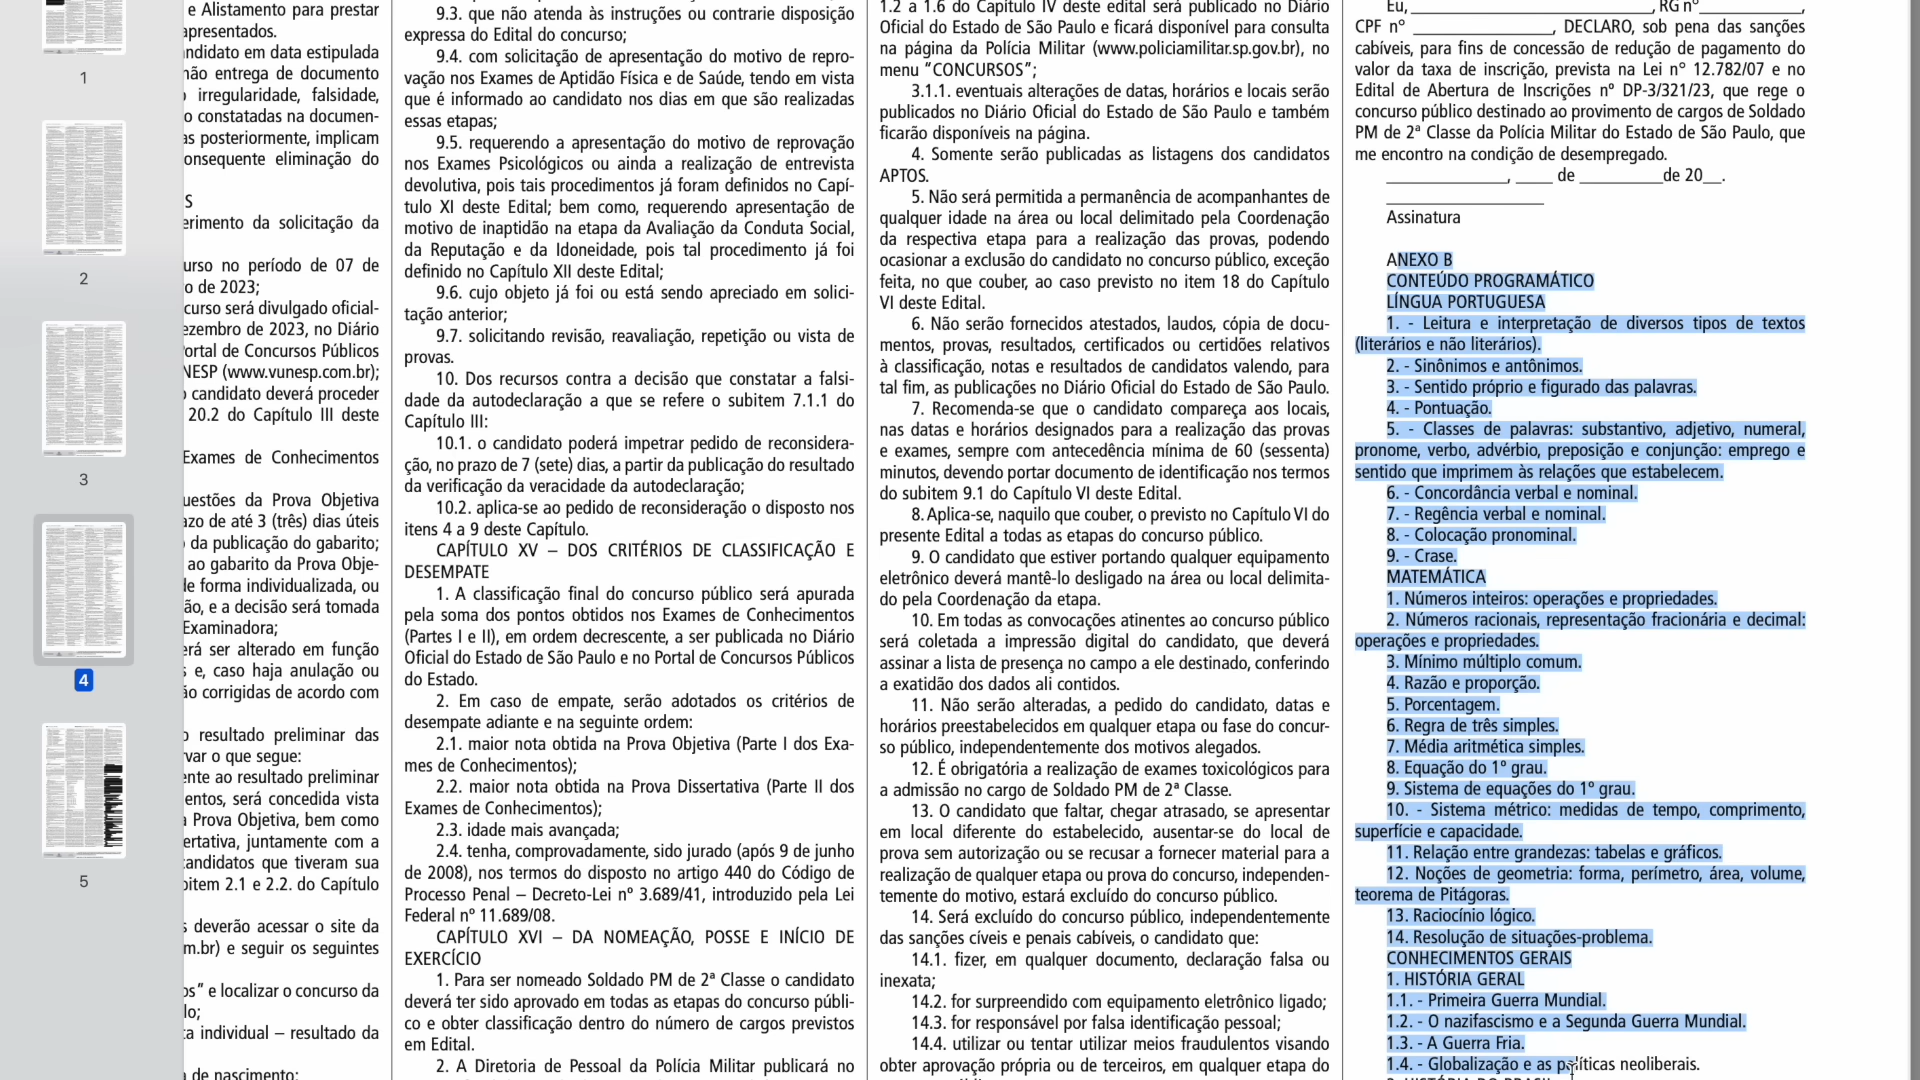 1
2
3
4
5
e Alistamento para prestar
apresentados.
ndidato em data estipulada
não entrega de documento
irregularidade, falsidade,
o constatadas na documen-
as posteriormente, implicam
onsequente eliminação do
S
erimento da solicitação da
urso no período de 07 de
o de 2023;
curso será divulgado oficial-
ezembro de 2023, no Diário
Portal de Concursos Públicos
NESP (www.vunesp.com.br);
candidato deverá proceder
20.2 do Capítulo III deste
Exames de Conhecimentos
uestões da Prova Objetiva
azo de até 3 (três) dias úteis
da publicação do gabarito;
ao gabarito da Prova Obje-
de forma individualizada, ou
ão, e a decisão será tomada
Examinadora;
erá ser alterado em função
s e, caso haja anulação ou
ão corrigidas de acordo com
o resultado preliminar das
rvar o que segue:
ente ao resultado preliminar
entos, será concedida vista
a Prova Objetiva, bem como
ertativa, juntamente com a
candidatos que tiveram sua
bitem 2.1 e 2.2. do Capítulo
s deverão acessar o site da
m.br) e seguir os seguintes
os” e localizar o concurso da
lo;
ta individual – resultado da
a de nascimento;
9.3. que não atenda às instruções ou contrarie disposição
expressa do Edital do concurso;
9.4. com solicitação de apresentação do motivo de repro-
vação nos Exames de Aptidão Física e de Saúde, tendo em vista
que é informado ao candidato nos dias em que são realizadas
essas etapas;
9.5. requerendo a apresentação do motivo de reprovação
nos Exames Psicológicos ou ainda a realização de entrevista
devolutiva, pois tais procedimentos já foram definidos no Capí-
tulo XI deste Edital; bem como, requerendo apresentação de
motivo de inaptidão na etapa da Avaliação da Conduta Social,
da Reputação e da Idoneidade, pois tal procedimento já foi
definido no Capítulo XII deste Edital;
9.6. cujo objeto já foi ou está sendo apreciado em solici-
tação anterior;
9.7. solicitando revisão, reavaliação, repetição ou vista de
provas.
10. Dos recursos contra a decisão que constatar a falsi-
dade da autodeclaração a que se refere o subitem 7.1.1 do
Capítulo III:
10.1. o candidato poderá impetrar pedido de reconsidera-
ção, no prazo de 7 (sete) dias, a partir da publicação do resultado
da verificação da veracidade da autodeclaração;
10.2. aplica-se ao pedido de reconsideração o disposto nos
itens 4 a 9 deste Capítulo.
CAPÍTULO XV – DOS CRITÉRIOS DE CLASSIFICAÇÃO E
DESEMPATE
1. A classificação final do concurso público será apurada
pela soma dos pontos obtidos nos Exames de Conhecimentos
(Partes I e II), em ordem decrescente, a ser publicada no Diário
Oficial do Estado de São Paulo e no Portal de Concursos Públicos
do Estado.
2. Em caso de empate, serão adotados os critérios de
desempate adiante e na seguinte ordem:
2.1. maior nota obtida na Prova Objetiva (Parte I dos Exa-
mes de Conhecimentos);
2.2. maior nota obtida na Prova Dissertativa (Parte II dos
Exames de Conhecimentos);
2.3. idade mais avançada;
2.4. tenha, comprovadamente, sido jurado (após 9 de junho
de 2008), nos termos do disposto no artigo 440 do Código de
Processo Penal – Decreto-Lei nº 3.689/41, introduzido pela Lei
Federal nº 11.689/08.
CAPÍTULO XVI – DA NOMEAÇÃO, POSSE E INÍCIO DE
EXERCÍCIO
1. Para ser nomeado Soldado PM de 2ª Classe o candidato
deverá ter sido aprovado em todas as etapas do concurso públi-
co e obter classificação dentro do número de cargos previstos
em Edital.
2. A Diretoria de Pessoal da Polícia Militar publicará no
1.2 a 1.6 do Capítulo IV deste edital será publicado no Diário
Oficial do Estado de São Paulo e ficará disponível para consulta
na página da Polícia Militar (www.policiamilitar.sp.gov.br), no
menu “CONCURSOS”;
3.1.1. eventuais alterações de datas, horários e locais serão
publicados no Diário Oficial do Estado de São Paulo e também
ficarão disponíveis na página.
4. Somente serão publicadas as listagens dos candidatos
APTOS.
5. Não será permitida a permanência de acompanhantes de
qualquer idade na área ou local delimitado pela Coordenação
da respectiva etapa para a realização das provas, podendo
ocasionar a exclusão do candidato no concurso público, exceção
feita, no que couber, ao caso previsto no item 18 do Capítulo
VI deste Edital.
6. Não serão fornecidos atestados, laudos, cópia de docu-
mentos, provas, resultados, certificados ou certidões relativos
à classificação, notas e resultados de candidatos valendo, para
tal fim, as publicações no Diário Oficial do Estado de São Paulo.
7. Recomenda-se que o candidato compareça aos locais,
nas datas e horários designados para a realização das provas
e exames, sempre com antecedência mínima de 60 (sessenta)
minutos, devendo portar documento de identificação nos termos
do subitem 9.1 do Capítulo VI deste Edital.
8. Aplica-se, naquilo que couber, o previsto no Capítulo VI do
presente Edital a todas as etapas do concurso público.
9. O candidato que estiver portando qualquer equipamento
eletrônico deverá mantê-lo desligado na área ou local delimita-
do pela Coordenação da etapa.
10. Em todas as convocações atinentes ao concurso público
será coletada a impressão digital do candidato, que deverá
assinar a lista de presença no campo a ele destinado, conferindo
a exatidão dos dados ali contidos.
11. Não serão alteradas, a pedido do candidato, datas e
horários preestabelecidos em qualquer etapa ou fase do concur-
so público, independentemente dos motivos alegados.
12. É obrigatória a realização de exames toxicológicos para
a admissão no cargo de Soldado PM de 2ª Classe.
13. O candidato que faltar, chegar atrasado, se apresentar
em local diferente do estabelecido, ausentar-se do local de
prova sem autorização ou se recusar a fornecer material para a
realização de qualquer etapa ou prova do concurso, independen-
temente do motivo, estará excluído do concurso público.
14. Será excluído do concurso público, independentemente
das sanções cíveis e penais cabíveis, o candidato que:
14.1. fizer, em qualquer documento, declaração falsa ou
inexata;
14.2. for surpreendido com equipamento eletrônico ligado;
14.3. for responsável por falsa identificação pessoal;
14.4. utilizar ou tentar utilizar meios fraudulentos visando
obter aprovação própria ou de terceiros, em qualquer etapa do
Eu, ____________________________, RG nº____________,
CPF nº ________________, DECLARO, sob pena das sanções
cabíveis, para fins de concessão de redução de pagamento do
valor da taxa de inscrição, prevista na Lei nº 12.782/07 e no
Edital de Abertura de Inscrições nº DP-3/321/23, que rege o
concurso público destinado ao provimento de cargos de Soldado
PM de 2ª Classe da Polícia Militar do Estado de São Paulo, que
me encontro na condição de desempregado.
_____________, ____ de _________de 20__.
_________________
Assinatura
ANEXO B
CONTEÚDO PROGRAMÁTICO
LÍNGUA PORTUGUESA
1. - Leitura e interpretação de diversos tipos de textos
(literários e não literários).
2. - Sinônimos e antônimos.
3. - Sentido próprio e figurado das palavras.
4. - Pontuação.
5. - Classes de palavras: substantivo, adjetivo, numeral,
pronome, verbo, advérbio, preposição e conjunção: emprego e
sentido que imprimem às relações que estabelecem.
6. - Concordância verbal e nominal.
7. - Regência verbal e nominal.
8. - Colocação pronominal.
9. - Crase.
MATEMÁTICA
1. Números inteiros: operações e propriedades.
2. Números racionais, representação fracionária e decimal:
operações e propriedades.
3. Mínimo múltiplo comum.
4. Razão e proporção.
5. Porcentagem.
6. Regra de três simples.
7. Média aritmética simples.
8. Equação do 1º grau.
9. Sistema de equações do 1º grau.
10. - Sistema métrico: medidas de tempo, comprimento,
superfície e capacidade.
11. Relação entre grandezas: tabelas e gráficos.
12. Noções de geometria: forma, perímetro, área, volume,
teorema de Pitágoras.
13. Raciocínio lógico.
14. Resolução de situações-problema.
CONHECIMENTOS GERAIS
1. HISTÓRIA GERAL
1.1. - Primeira Guerra Mundial.
1.2. - O nazifascismo e a Segunda Guerra Mundial.
1.3. - A Guerra Fria.
1.4. - Globalização e as políticas neoliberais.